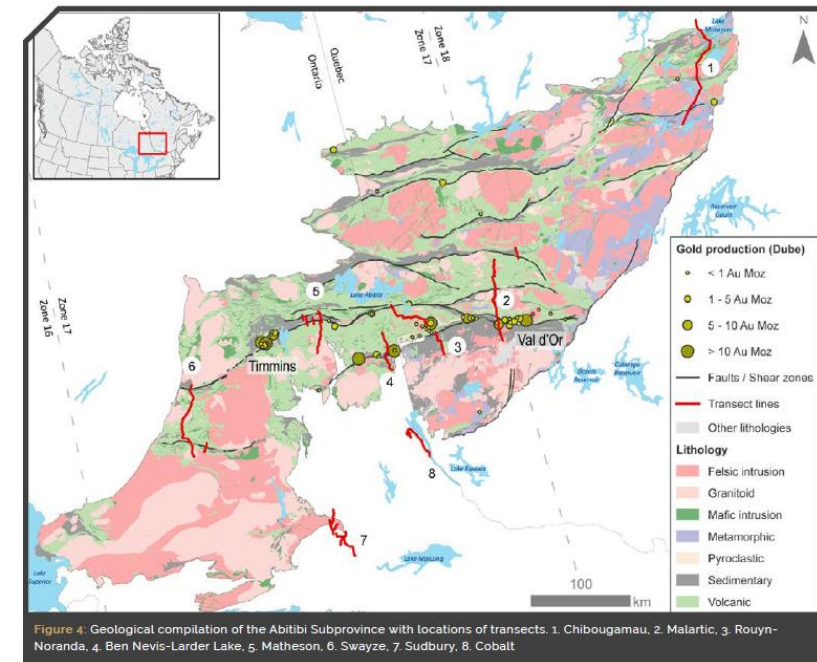 N
Lake Mistassini
Zone 18
Zone 17
Quebec
Ontario
1
Reservoir Gouin
Gold production (Dube)
< 1 Au Moz
1 - 5 Au Moz
5 - 10 Au Moz
> 10 Au Moz
Faults / Shear zones
Transect lines
Other lithologies
Lithology
Felsic intrusion
Granitoid
Mafic intrusion
Metamorphic
Pyroclastic
Sedimentary
Volcanic
5
Lake Abitibi
2
Zone 17
Zone 16
Val d'Or
3
Timmins
6
4
Reservoir
Reservoir
8
7
Lake Nipissing
Lake Superior
100
km
Figure 4: Geological compilation of the Abitibi Subprovince with locations of transects. 1. Chibougamau, 2. Malartic, 3. Rouyn-
Noranda, 4. Ben Nevis-Larder Lake, 5. Matheson, 6. Swayze, 7. Sudbury, 8. Cobalt